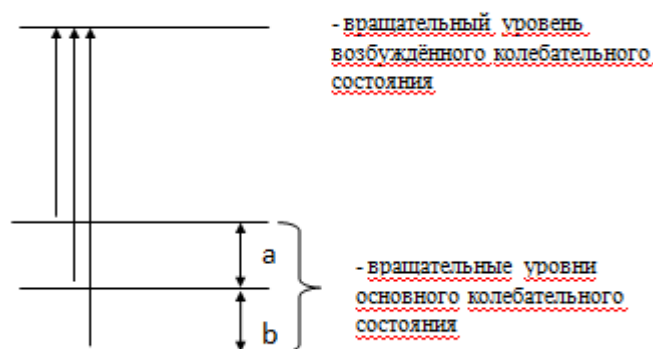 - вращательный уровень
возбуждённого колебательного
состояния
a
b
- вращательные уровни
основного колебательного
состояния